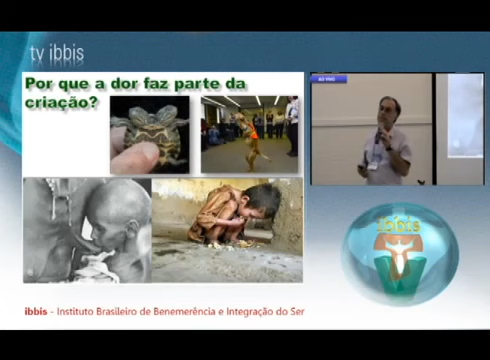 tv ibbis
Por que a dor faz parte da
criação?
AO VIVO
ibbis
ibbis - Instituto Brasileiro de Benemerência e Integração do Ser